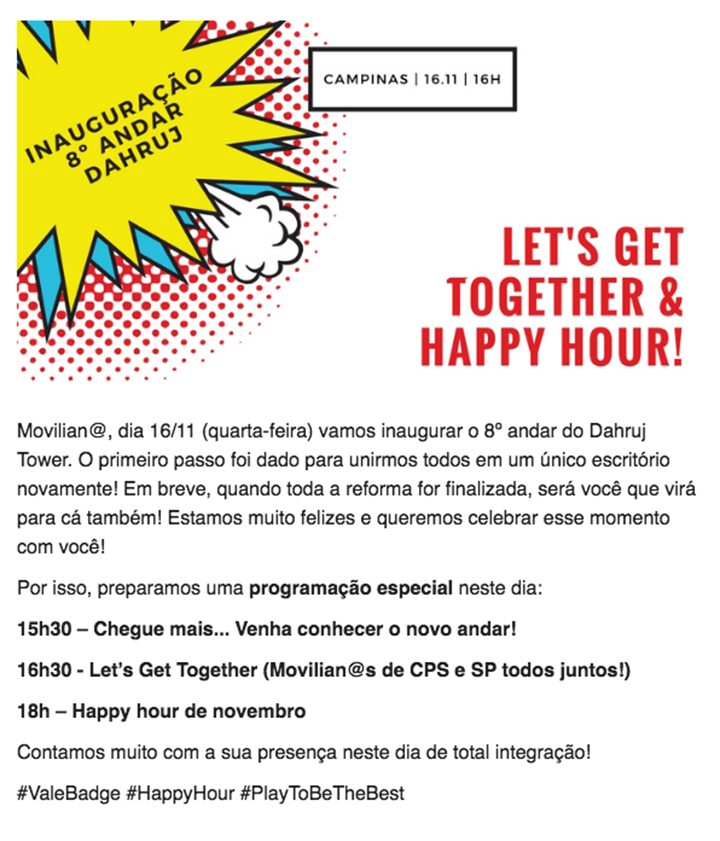 INAUGURAÇÃO
8º ANDAR
DAHRUJ
CAMPINAS | 16.11 | 16H
LET'S GET
TOGETHER &
HAPPY HOUR!
Movilian@, dia 16/11 (quarta-feira) vamos inaugurar o 8º andar do Dahruj
Tower. O primeiro passo foi dado para unirmos todos em um único escritório
novamente! Em breve, quando toda a reforma for finalizada, será você que virá
para cá também! Estamos muito felizes e queremos celebrar esse momento
com você!
Por isso, preparamos uma programação especial neste dia:
15h30 – Chegue mais... Venha conhecer o novo andar!
16h30 - Let’s Get Together (Movilian@s de CPS e SP todos juntos!)
18h – Happy hour de novembro
Contamos muito com a sua presença neste dia de total integração!
#ValeBadge #HappyHour #PlayToBeTheBest